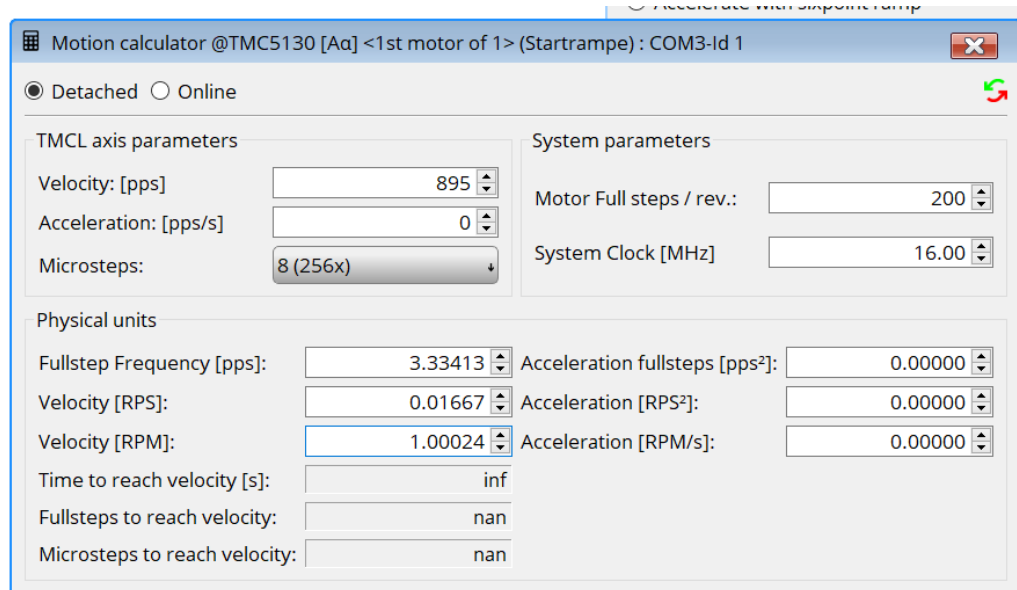 Accelerate with sixpoint ramp
Motion calculator @TMC5130 [Aα] <1st motor of 1> (Startrampe) : COM3-Id 1
Detached Online
TMCL axis parameters
Velocity: [pps] 895
Acceleration: [pps/s] 0
Microsteps: 8 (256x)
System parameters
Motor Full steps / rev.: 200
System Clock [MHz] 16.00
Physical units
Fullstep Frequency [pps]: 3.33413 Acceleration fullsteps [pps²]: 0.00000
Velocity [RPS]: 0.01667 Acceleration [RPS²]: 0.00000
Velocity [RPM]: 1.00024 Acceleration [RPM/s]: 0.00000
Time to reach velocity [s]: inf
Fullsteps to reach velocity: nan
Microsteps to reach velocity: nan